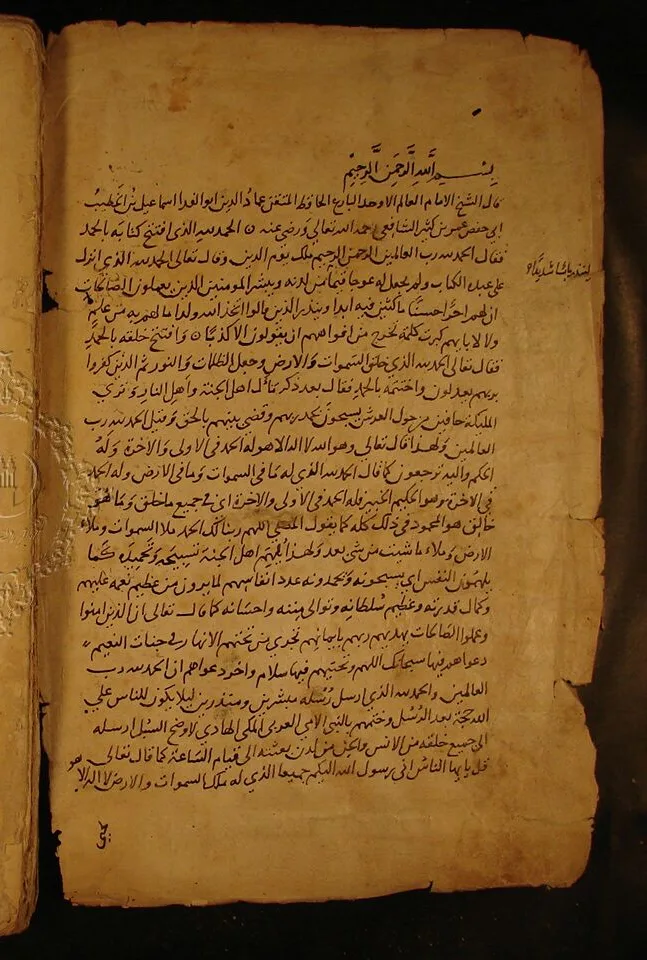 بسم الله الرحمن الرحيم
قال الشيخ الامام العالم الاوحد البارع الحافظ المتقن عماد الدين ابو الفدا اسماعيل بن الخطيب
ابي حفص عمر بن كثير الشافعي رحمه الله تعالى ورضى عنه الحمد لله الذي افتتح كتابه بالحمد
فقال الحمد لله رب العالمين الرحمن الرحيم ملك يوم الدين وقال تعالى الحمد لله الذي انزل
على عبده الكتاب ولم يجعل له عوجا قيما من لدنه ويبشر المومنين الذين يعملون الصالحات
لينذر باسا شديدا
ان لهم اجرا حسنا ماكثين فيه ابدا وينذر الذين قالوا اتخذ الله ولدا ما لهم به من علم
ولا لابايهم كبرت كلمة تخرج من افواههم ان يقولون الا كذبا وافتتح خلقه بالحمد
فقال تعالى الحمد لله الذي خلق السموات والارض وجعل الظلمات والنور ثم الذين كفروا
بربهم يعدلون واختتمه بالحمد فقال بعد ذكر مآل اهل الجنة واهل النار وترى
المليكة حافين من حول العرش يسبحون بحمد ربهم وقضى بينهم بالحق وقيل الحمد لله رب
العالمين ولهذا قال تعالى وهو الله لا اله الا هو له الحمد في الاولى والاخرة وله
الحكم واليه ترجعون كما قال الحمد لله الذي له ما في السموات وما في الارض وله الحمد
في الاخرة وهو الحكيم الخبير فله الحمد في الاولى والاخرة اي في جميع ما خلق وما هو
خالق هو المحمود في ذلك كله كما يقول المصلي اللهم ربنا لك الحمد ملا السموات وملاء
الارض وملاء ما شيت من شي بعد ولهذا يلهم اهل الجنة تسبيحه وتحميده كما
يلهمون النفس اي يسبحونه ويحمدونه عدد انفاسهم لما يرون من عظيم نعمه عليهم
وكمال قدرته وعظيم سلطانه وتوالي مننه واحسانه كما قال تعالى ان الذين امنوا
وعملوا الصالحات يهديهم ربهم بايمانهم تجري من تحتهم الانهار في جنات النعيم
دعواهم فيها سبحانك اللهم وتحيتهم فيها سلام واخر دعواهم ان الحمد لله رب
العالمين والحمد لله الذي ارسل رسله مبشرين ومنذرين ليلا يكون للناس على
الله حجة بعد الرسل وختمهم بالنبي الامي العربي المكي الهادي لاوضح السبل ارسله
الى جميع خلقه من الانس والجن من لدن بعثته الى قيام الساعة كما قال تعالى
قل يا يها الناس اني رسول الله اليكم جميعا الذي له ملك السموات والارض لا اله الا هو